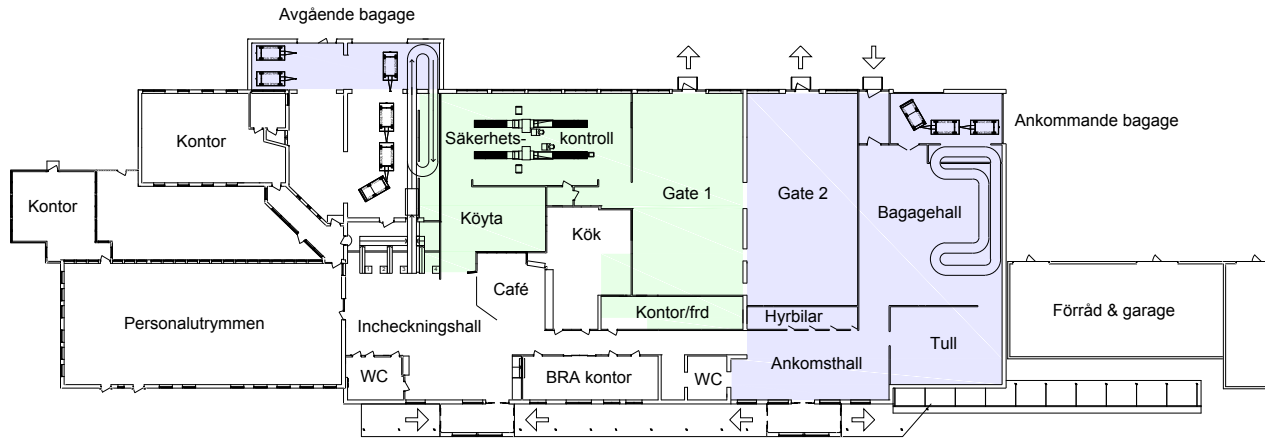 Avgående bagage
Kontor
Säkerhets-
kontroll
Ankommande bagage
Kontor
Köyta
Gate 1
Gate 2
Bagagehall
Kök
Café
Personalutrymmen
Incheckningshall
Kontor/frd
Hyrbilar
Förråd & garage
Tull
WC
BRA kontor
WC
Ankomsthall